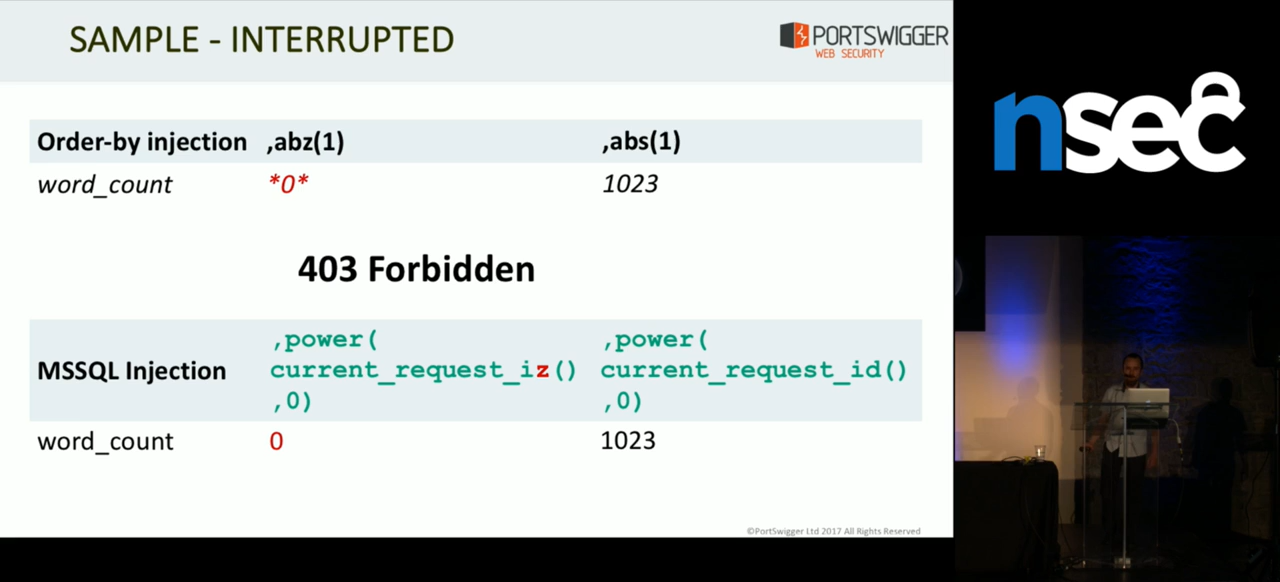 SAMPLE - INTERRUPTED
PORTSWIGGER
WEB SECURITY
nsec
Order-by injection ,abz(1) ,abs(1)
word_count *0* 1023
403 Forbidden
,power( ,power(
MSSQL Injection current_request_iz() current_request_id()
,0) ,0)
word_count 0 1023
©PortSwigger Ltd 2017 All Rights Reserved